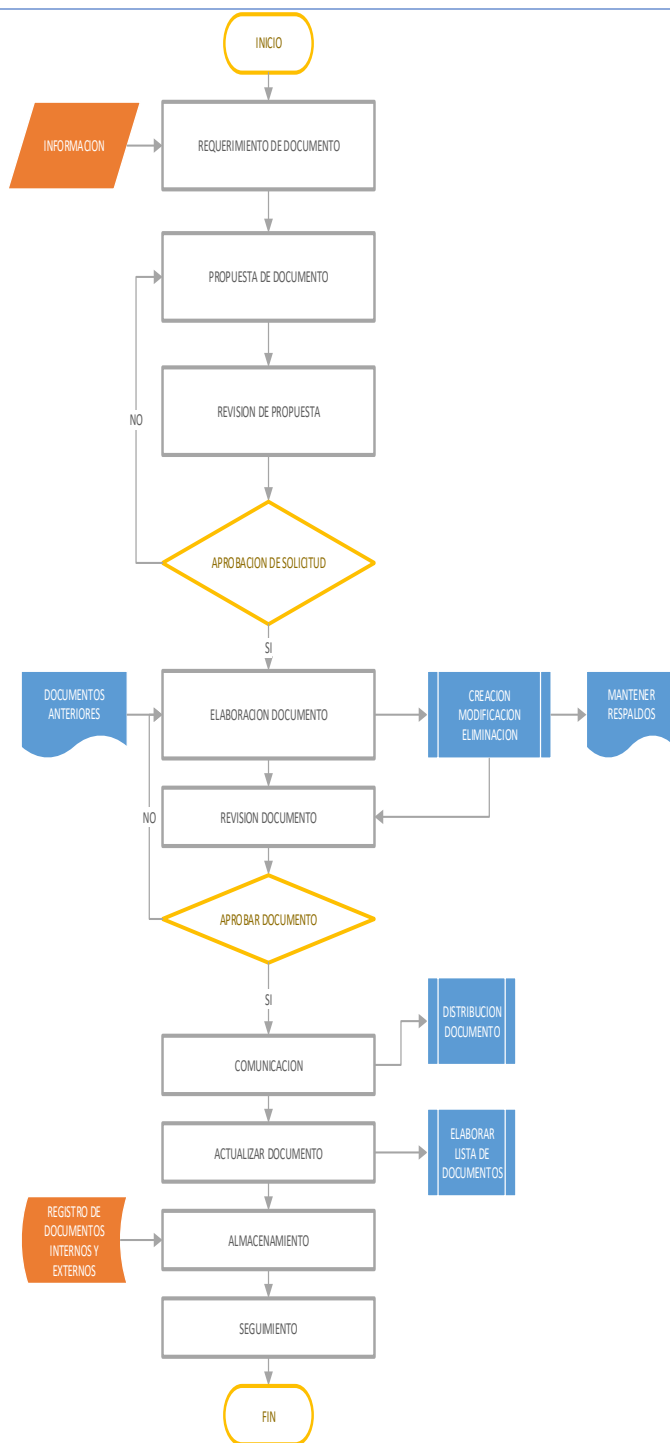 INICIO
INFORMACION
REQUERIMIENTO DE DOCUMENTO
PROPUESTA DE DOCUMENTO
REVISION DE PROPUESTA
NO
APROBACION DE SOLICITUD
SI
DOCUMENTOS
ANTERIORES
ELABORACION DOCUMENTO
CREACION
MODIFICACION
ELIMINACION
MANTENER
RESPALDOS
REVISION DOCUMENTO
NO
APROBAR DOCUMENTO
SI
DISTRIBUCION
DOCUMENTO
COMUNICACION
ACTUALIZAR DOCUMENTO
ELABORAR
LISTA DE
DOCUMENTOS
REGISTRO DE
DOCUMENTOS
INTERNOS Y
EXTERNOS
ALMACENAMIENTO
SEGUIMIENTO
FIN